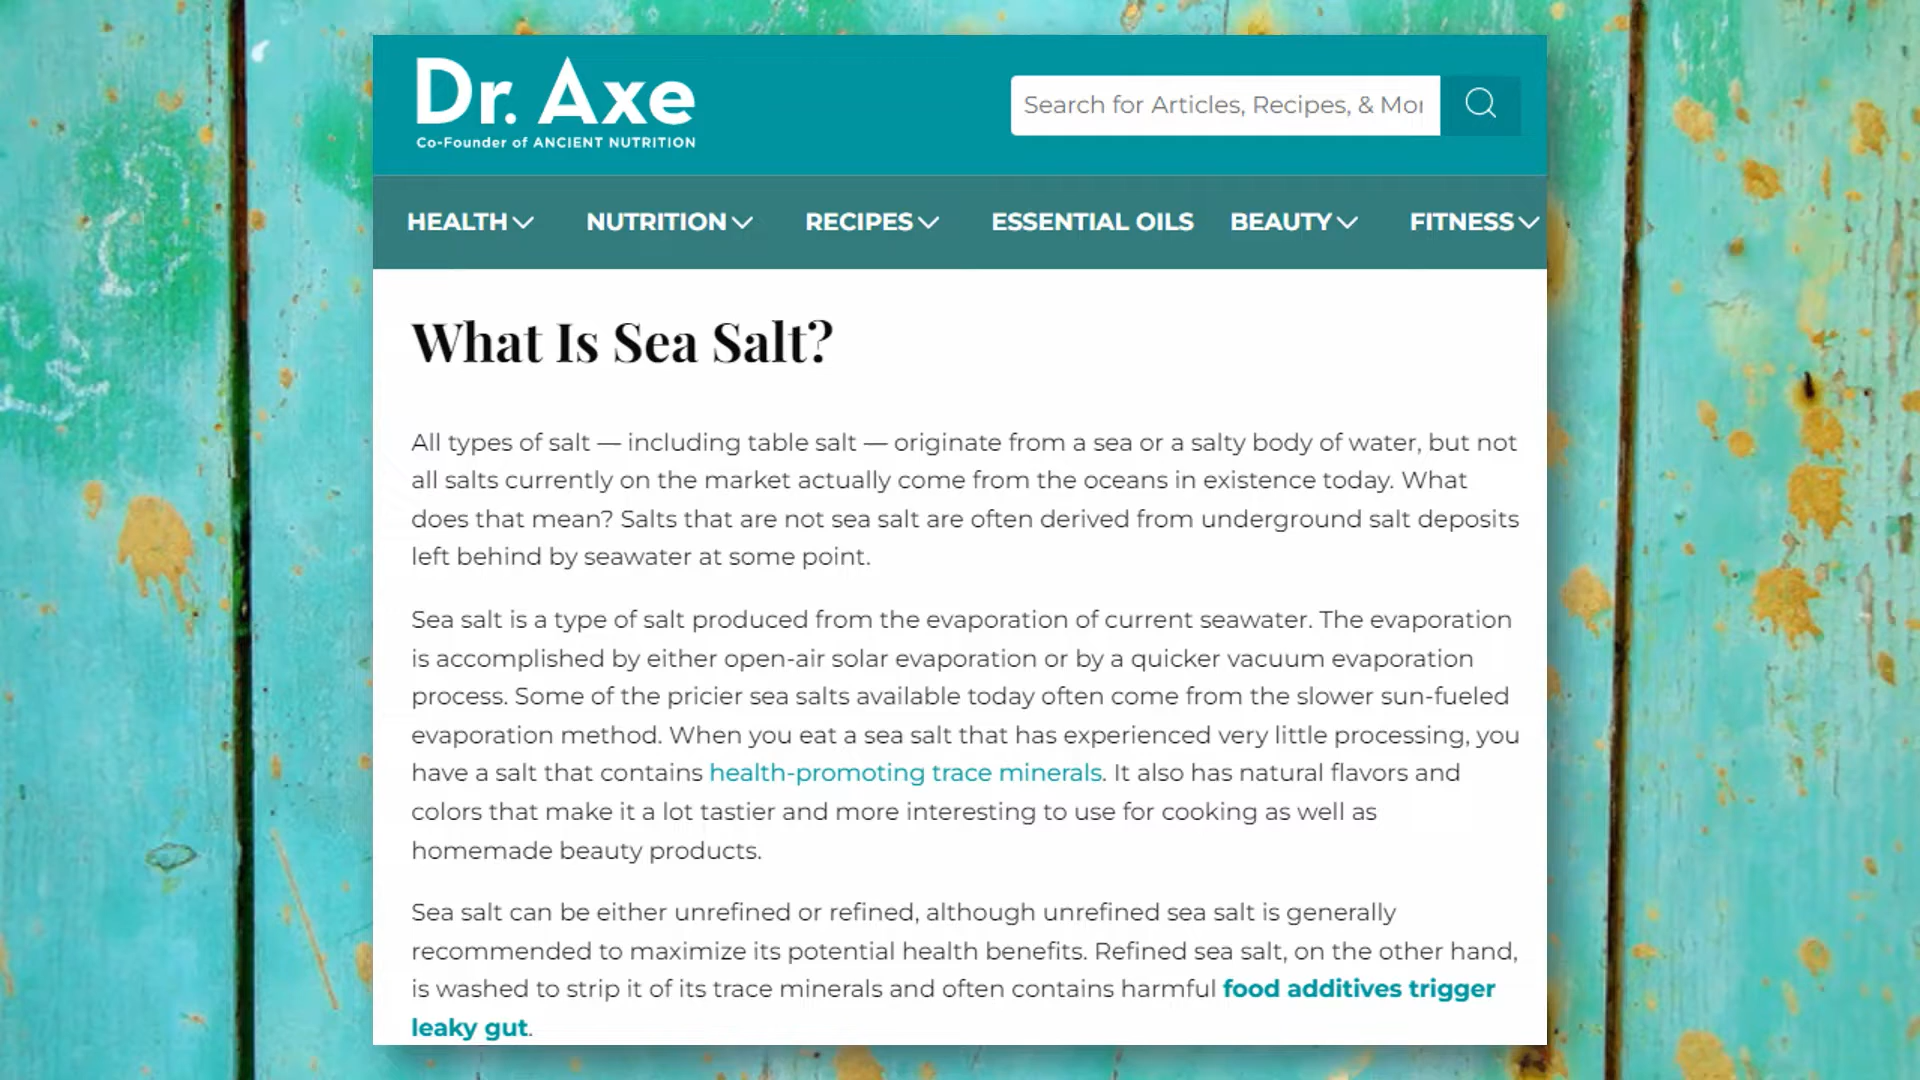 Dr. Axe
Co-Founder of ANCIENT NUTRITION
Search for Articles, Recipes, & Mor
HEALTH NUTRITION RECIPES ESSENTIAL OILS BEAUTY FITNESS
What Is Sea Salt?
All types of salt — including table salt — originate from a sea or a salty body of water, but not
all salts currently on the market actually come from the oceans in existence today. What
does that mean? Salts that are not sea salt are often derived from underground salt deposits
left behind by seawater at some point.
Sea salt is a type of salt produced from the evaporation of current seawater. The evaporation
is accomplished by either open-air solar evaporation or by a quicker vacuum evaporation
process. Some of the pricier sea salts available today often come from the slower sun-fueled
evaporation method. When you eat a sea salt that has experienced very little processing, you
have a salt that contains health-promoting trace minerals. It also has natural flavors and
colors that make it a lot tastier and more interesting to use for cooking as well as
homemade beauty products.
Sea salt can be either unrefined or refined, although unrefined sea salt is generally
recommended to maximize its potential health benefits. Refined sea salt, on the other hand,
is washed to strip it of its trace minerals and often contains harmful food additives trigger
leaky gut.